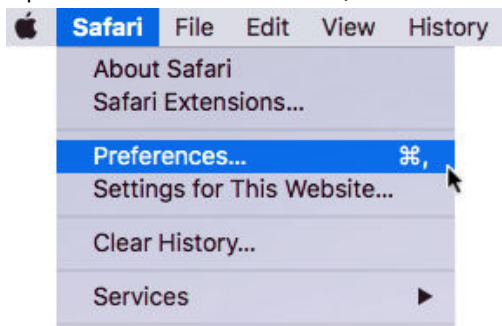 Safari File Edit View History
About Safari
Safari Extensions...
Preferences... ⌘,
Settings for This Website...
Clear History...
Services